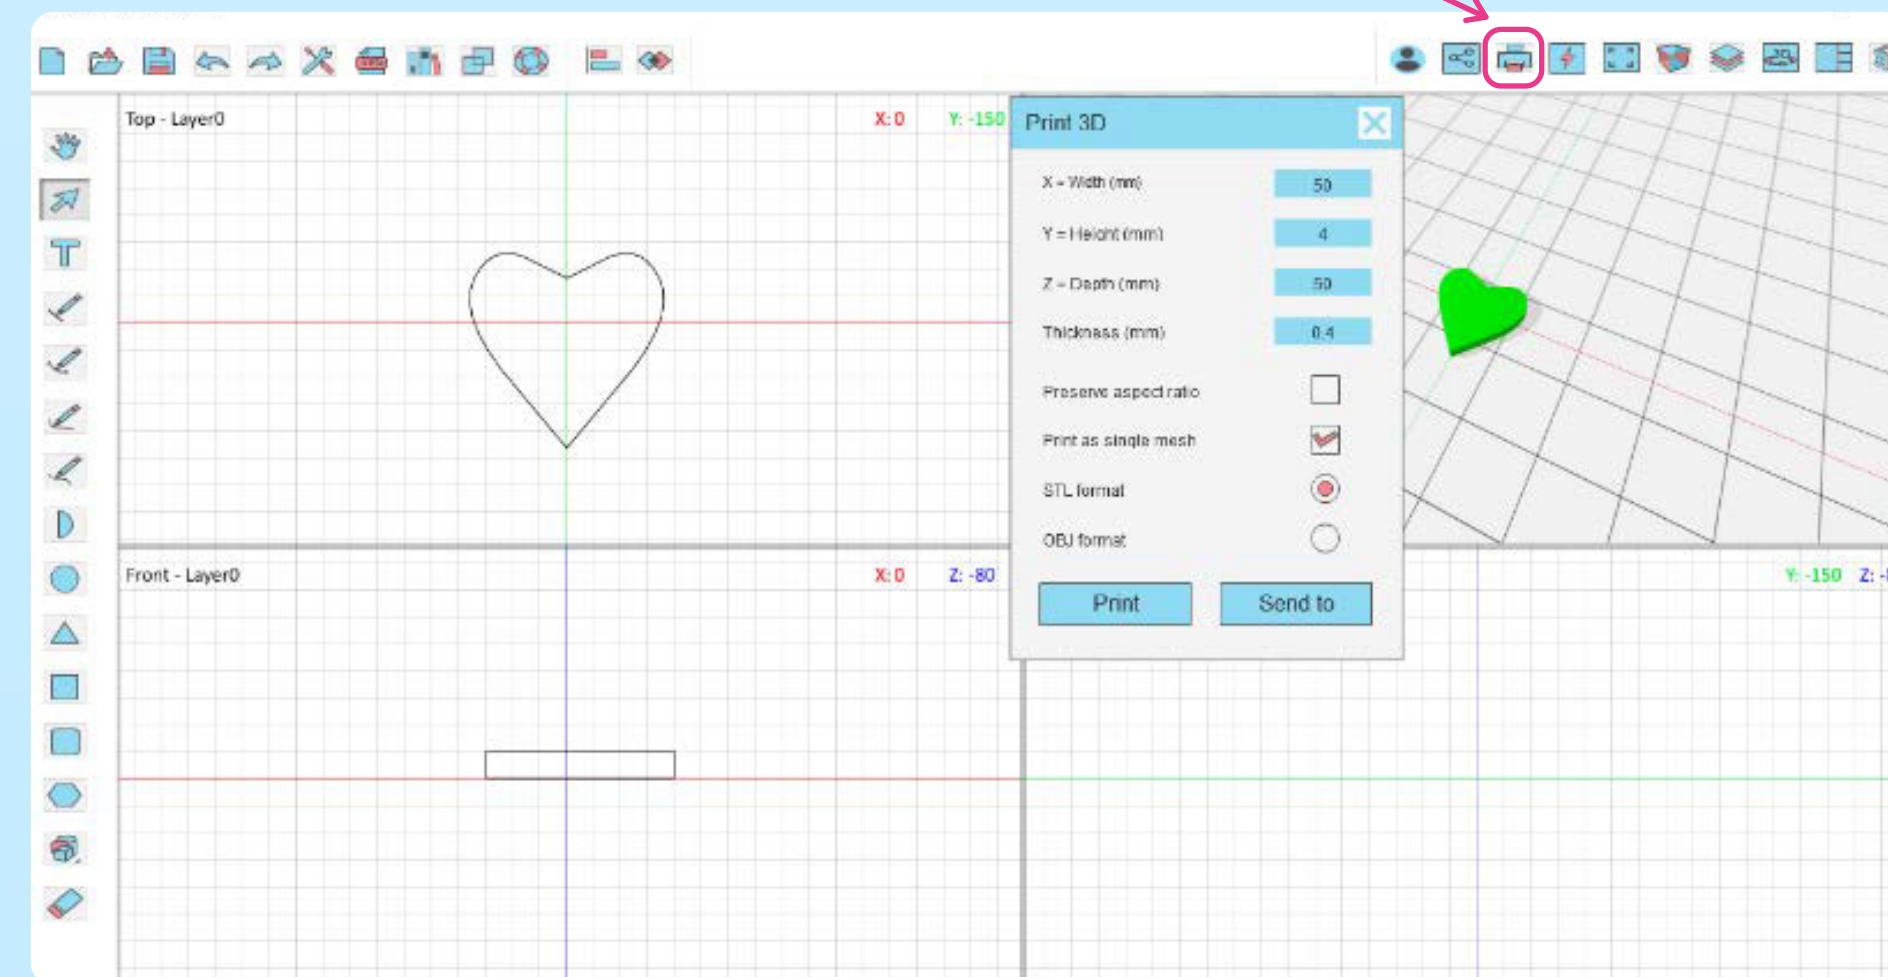 Top - Layer0
X: 0 Y: -150
Print 3D
X = Width (mm) 50
Y = Height (mm) 4
Z = Depth (mm) 50
Thickness (mm) 0.4
Preserve aspect ratio
Print as single mesh
STL format
OBJ format
Print Send to
Front - Layer0
X: 0 Z: -80
Y: -150 Z: